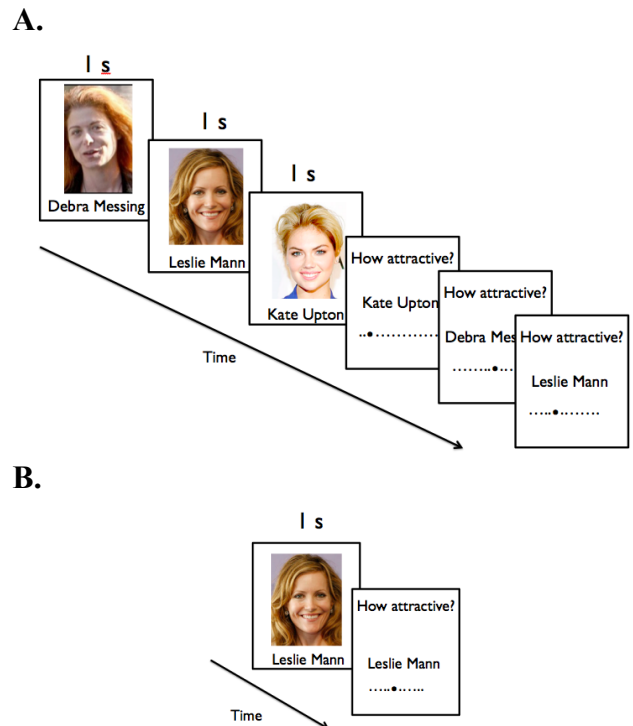 A.
1 s
Debra Messing
1 s
Leslie Mann
1 s
Kate Upton
How attractive?
Kate Upton
How attractive?
Debra Mes
How attractive?
Leslie Mann
Time
B.
1 s
Leslie Mann
How attractive?
Leslie Mann
Time